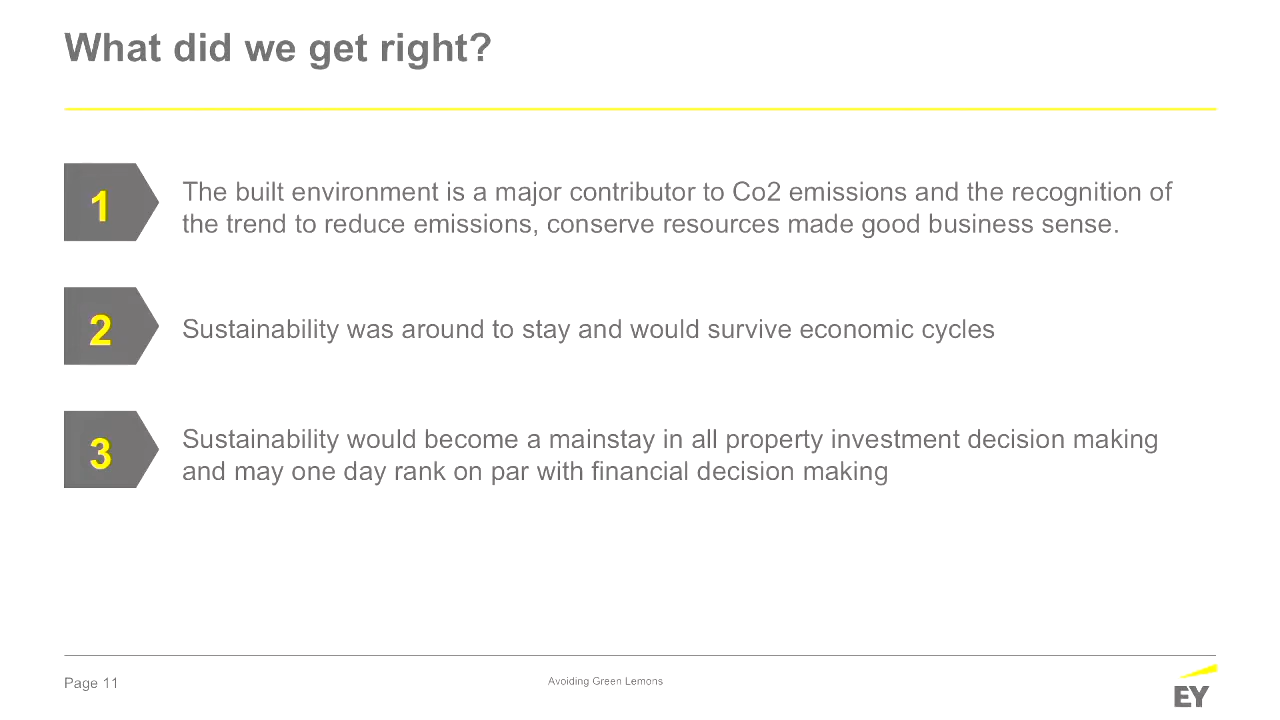 What did we get right?
1
The built environment is a major contributor to Co2 emissions and the recognition of
the trend to reduce emissions, conserve resources made good business sense.
2
Sustainability was around to stay and would survive economic cycles
3
Sustainability would become a mainstay in all property investment decision making
and may one day rank on par with financial decision making
Page 11
Avoiding Green Lemons
EY